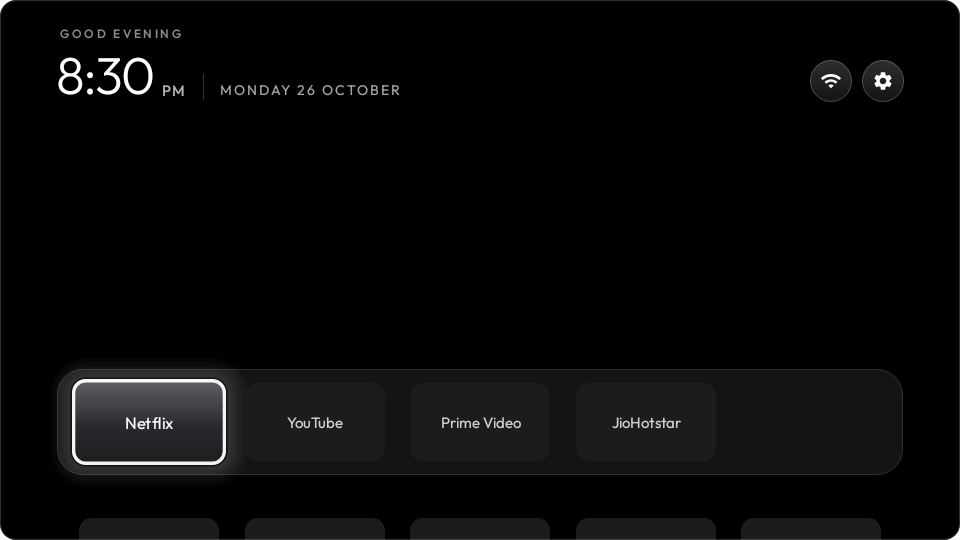 GOOD EVENING
8:30 PM
MONDAY 26 OCTOBER
Netflix
YouTube
Prime Video
JioHotstar